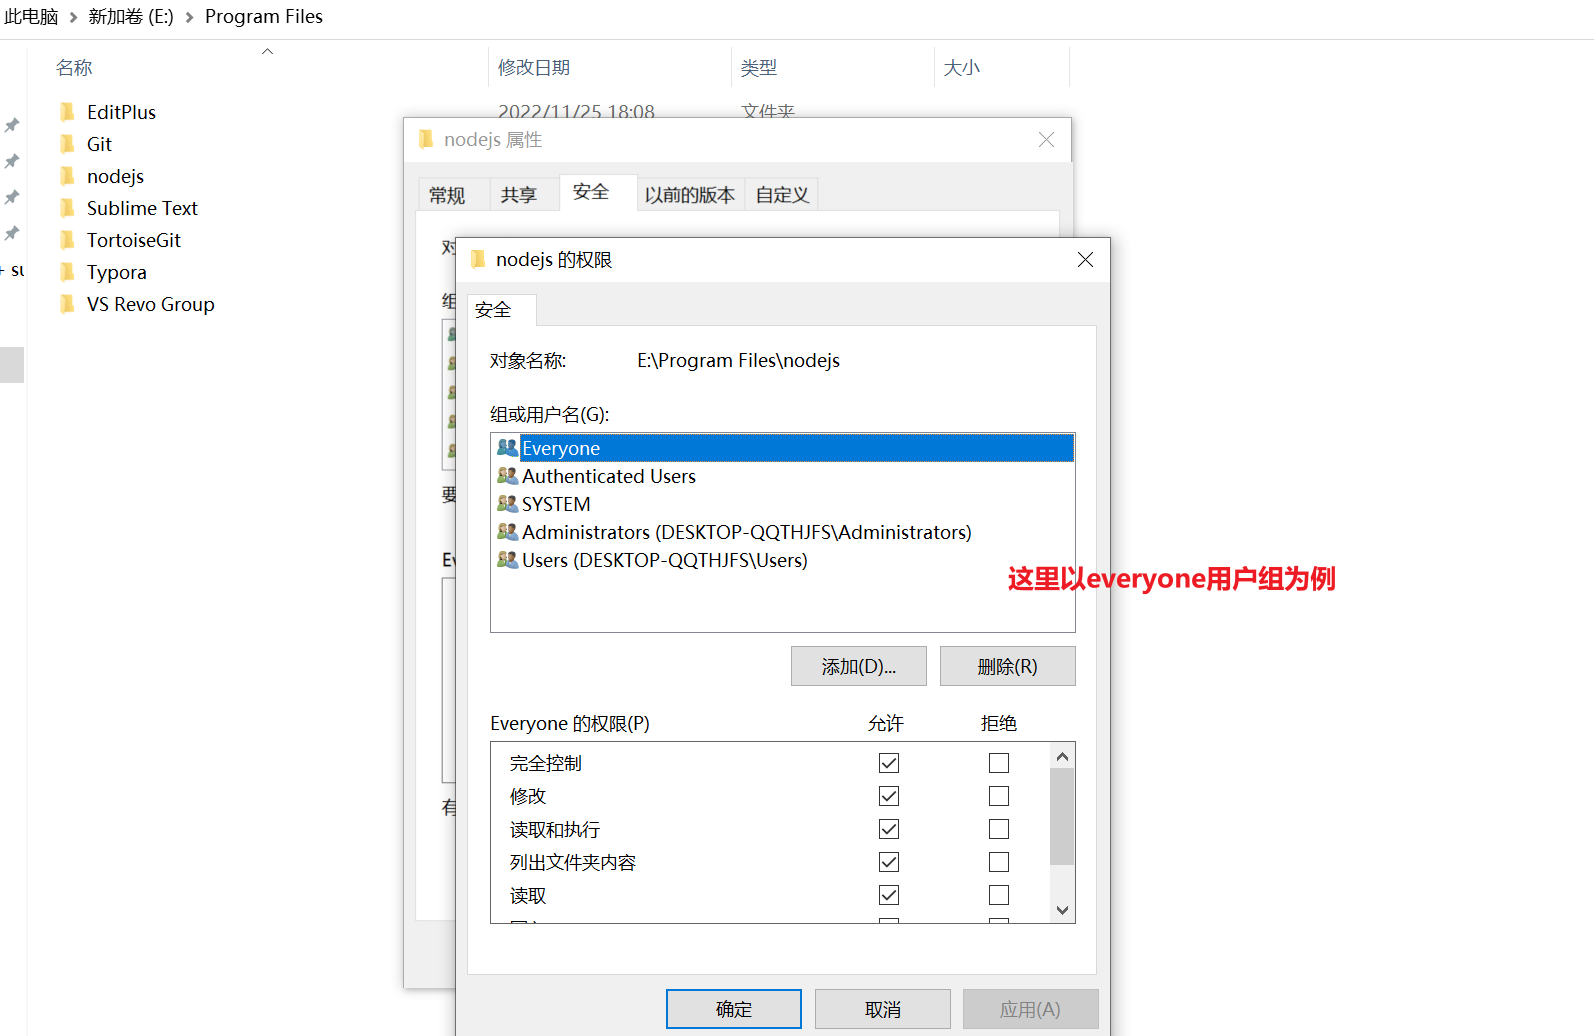 此电脑 > 新加卷 (E:) > Program Files
名称 修改日期 类型 大小
EditPlus 2022/11/25 18:08 文件夹
Git
nodejs
Sublime Text
TortoiseGit
Typora
VS Revo Group
nodejs 属性
常规 共享 安全 以前的版本 自定义
nodejs 的权限
安全
对象名称: E:\Program Files\nodejs
组或用户名(G):
Everyone
Authenticated Users
SYSTEM
Administrators (DESKTOP-QQTHJFS\Administrators)
Users (DESKTOP-QQTHJFS\Users)
这里以everyone用户组为例
添加(D)... 删除(R)
Everyone 的权限(P) 允许 拒绝
完全控制
修改
读取和执行
列出文件夹内容
读取
确定 取消 应用(A)